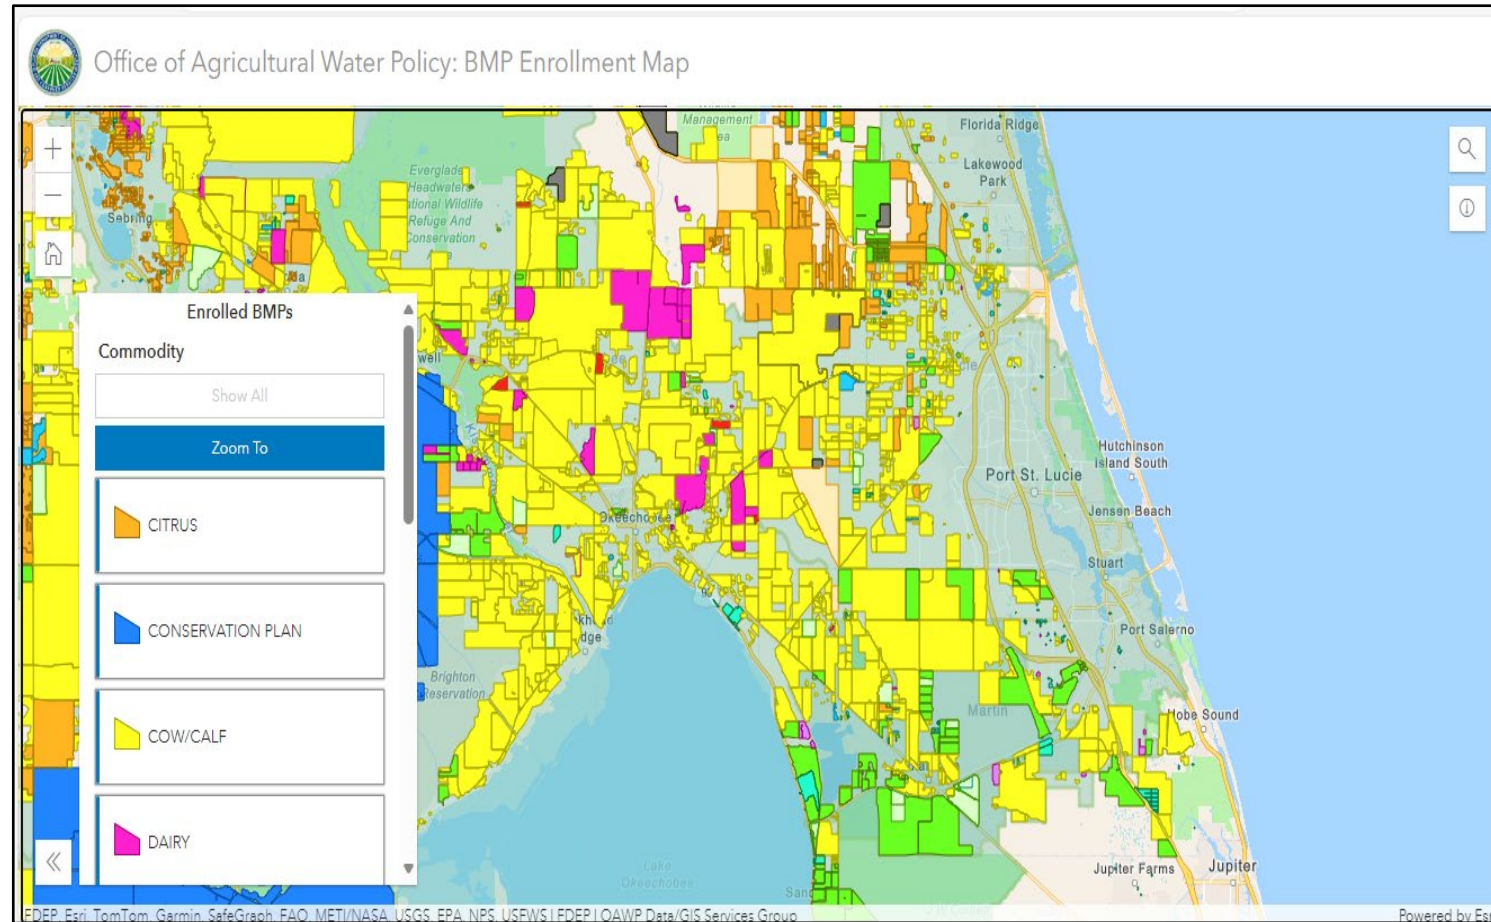 Office of Agricultural Water Policy: BMP Enrollment Map
Management
Florida Ridge
Lakewood
Park
Sebring
Headwaters
Refuge And
Conservation
Enrolled BMPs
Commodity
Show All
Zoom To
CITRUS
CONSERVATION PLAN
COW/CALF
DAIRY
Hutchinson
Island South
Port St. Lucie
Jensen Beach
Okeechobee
Stuart
Port Salerno
Brighton
Reservation
Martin
Hobe Sound
Jupiter Farms
Jupiter
Lake
Okeechobee
FDEP, Esri, TomTom, Garmin, SafeGraph, FAO, METI/NASA, USGS, EPA, NPS, USFWS | FDEP | OAWP Data/GIS Services Group
Powered by Esri